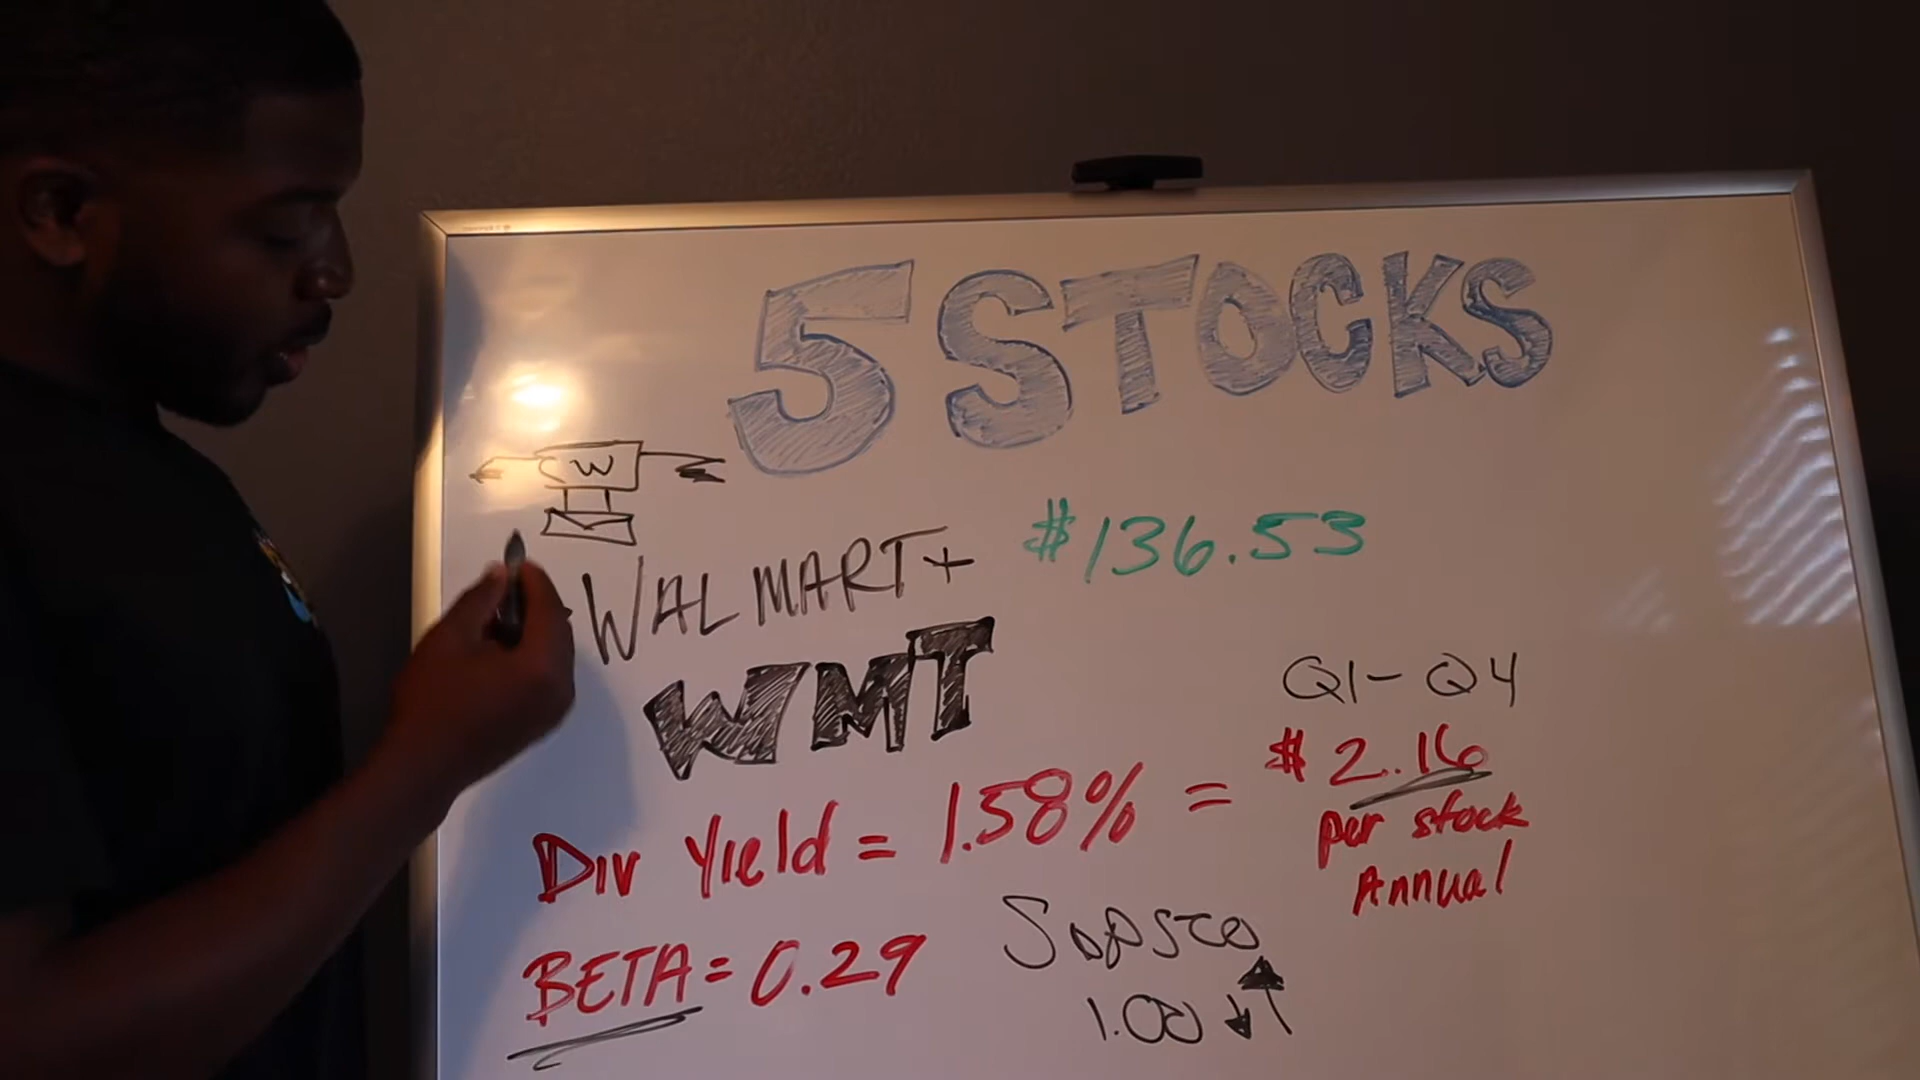 5 STOCKS
W
WALMART+ $136.53
WMT
Q1-Q4
DIV YIeld = 1.58% = $2.16
per stock
ANNUAL
BETA = 0.29
S&P500
1.00